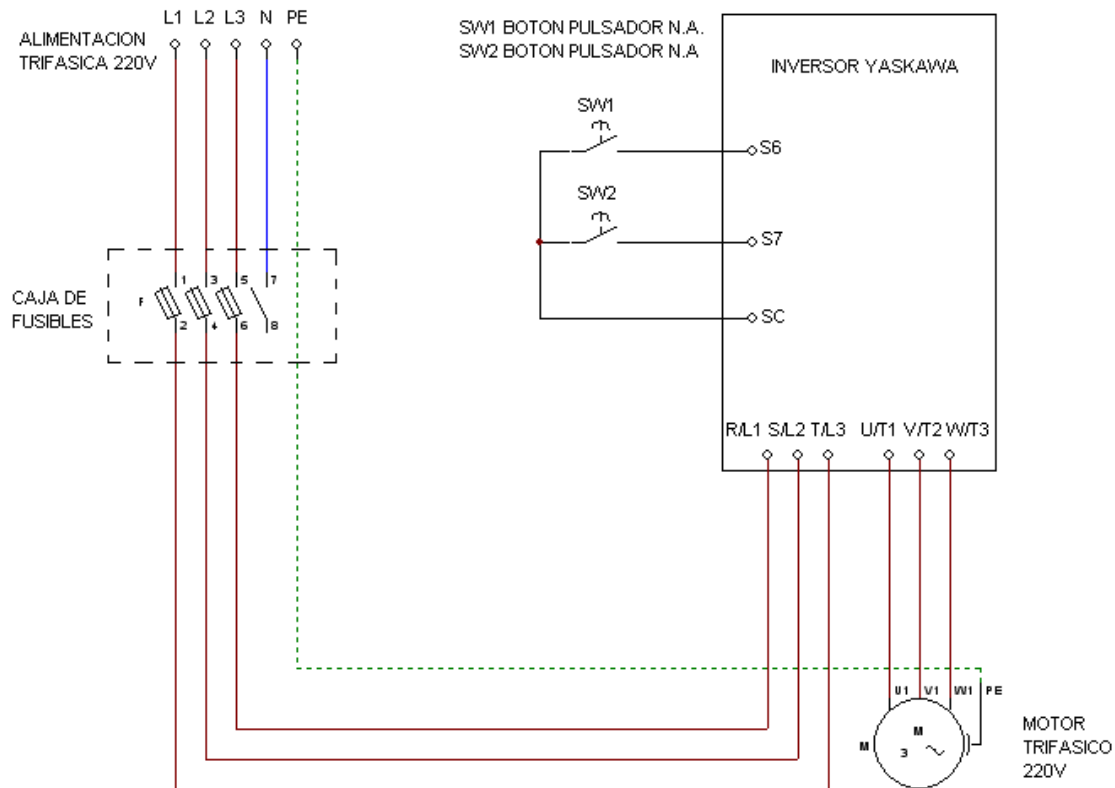 L1 L2 L3 N PE
ALIMENTACION
TRIFASICA 220V
SW1 BOTON PULSADOR N.A.
SW2 BOTON PULSADOR N.A
INVERSOR YASKAWA
SW1
S6
SW2
S7
SC
CAJA DE
FUSIBLES
F
1 3 5 7
2 4 6 8
R/L1 S/L2 T/L3 U/T1 V/T2 W/T3
U1 V1 W1 PE
M
M
3
MOTOR
TRIFASICO
220V